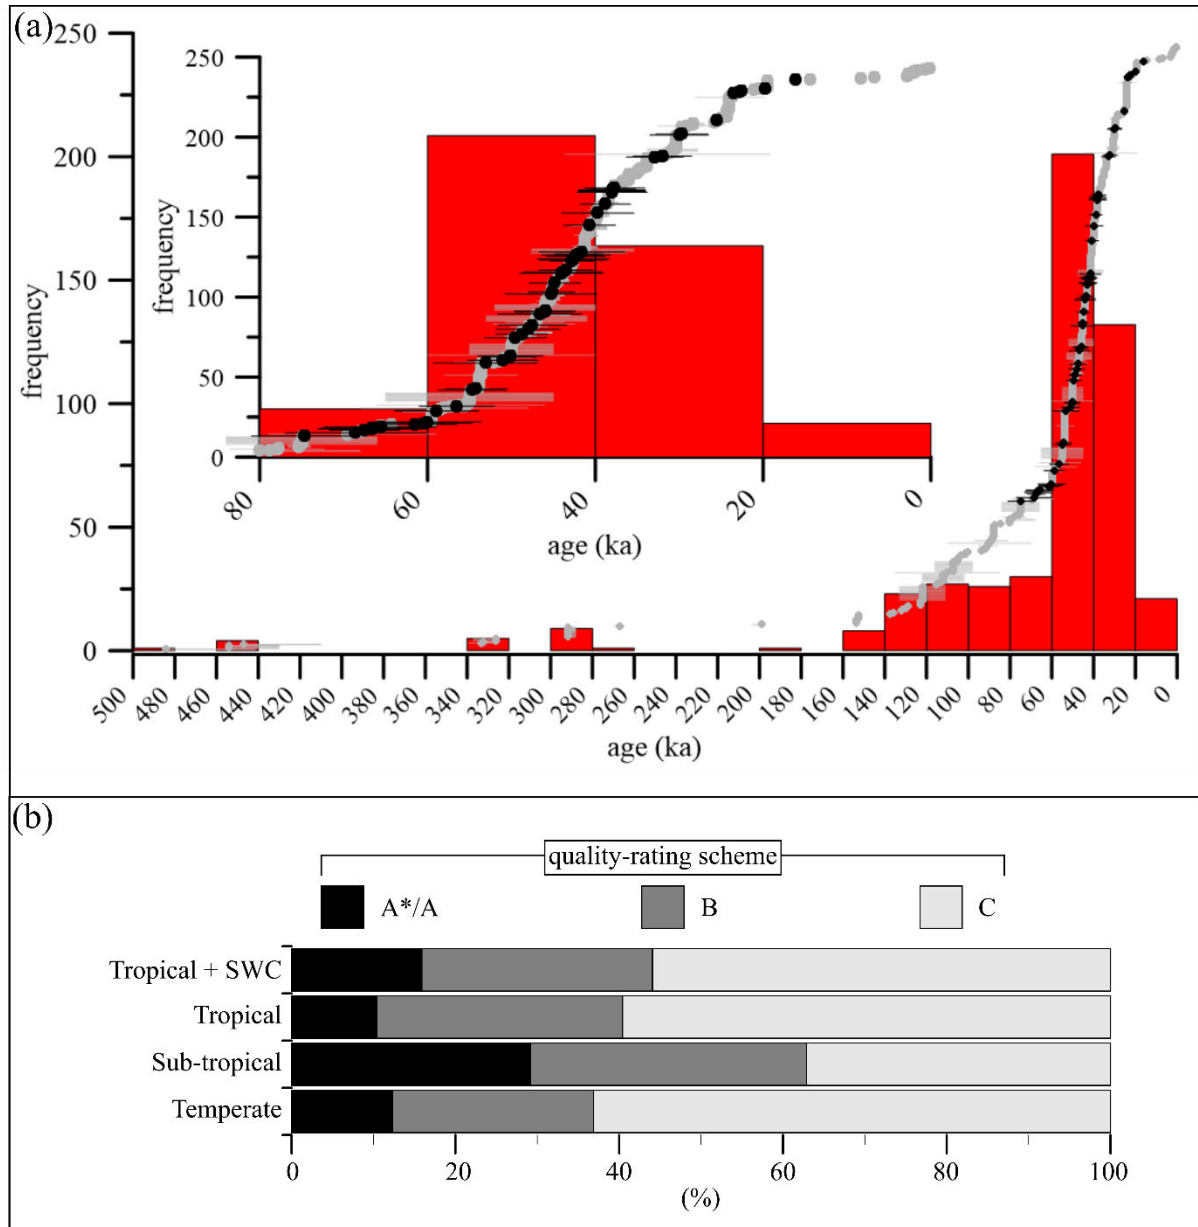 (a)
250
200
150
100
50
0
frequency
250
200
150
100
50
0
frequency
80 60 40 20 0
age (ka)
500 480 460 440 420 400 380 360 340 320 300 280 260 240 220 200 180 160 140 120 100 80 60 40 20 0
age (ka)
(b)
quality-rating scheme
A*/A B C
Tropical + SWC
Tropical
Sub-tropical
Temperate
0 20 40 60 80 100
(%)